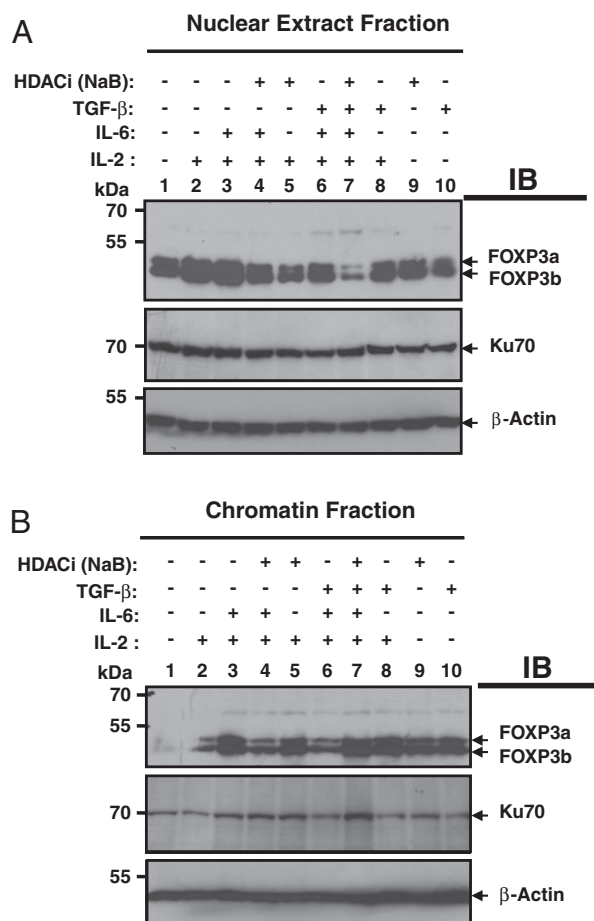 A
Nuclear Extract Fraction
HDACi (NaB): - - - + + - + - + -
TGF-β: - - - - - + + + - +
IL-6: - - + + - + + - - -
IL-2 : - + + + + + + + - -
kDa 1 2 3 4 5 6 7 8 9 10 IB
70
55
FOXP3a
FOXP3b
70
Ku70
55
β-Actin
B
Chromatin Fraction
HDACi (NaB): - - - + + - + - + -
TGF-β: - - - - - + + + - +
IL-6: - - + + - + + - - -
IL-2 : - + + + + + + + - -
kDa 1 2 3 4 5 6 7 8 9 10 IB
70
55
FOXP3a
FOXP3b
70
Ku70
55
β-Actin